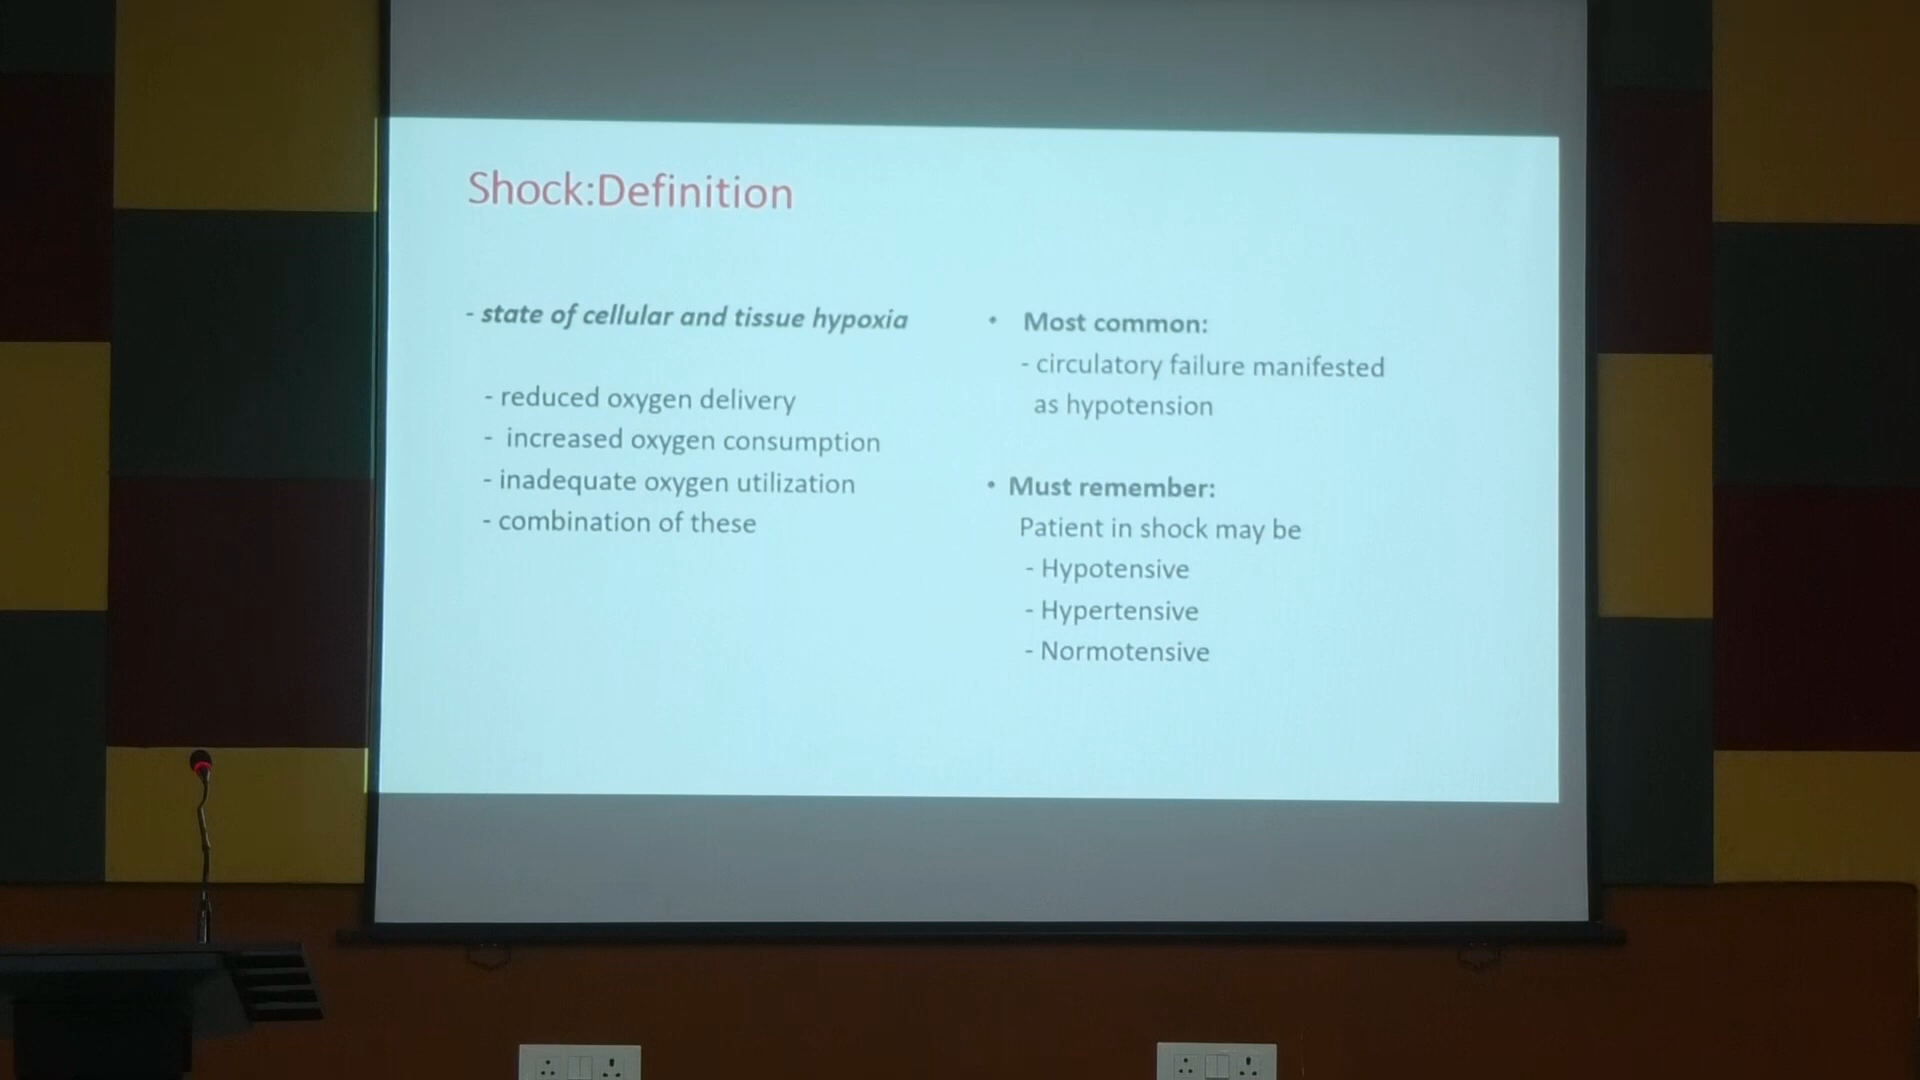 Shock:Definition
- state of cellular and tissue hypoxia
- reduced oxygen delivery
- increased oxygen consumption
- inadequate oxygen utilization
- combination of these
• Most common:
- circulatory failure manifested
as hypotension
• Must remember:
Patient in shock may be
- Hypotensive
- Hypertensive
- Normotensive